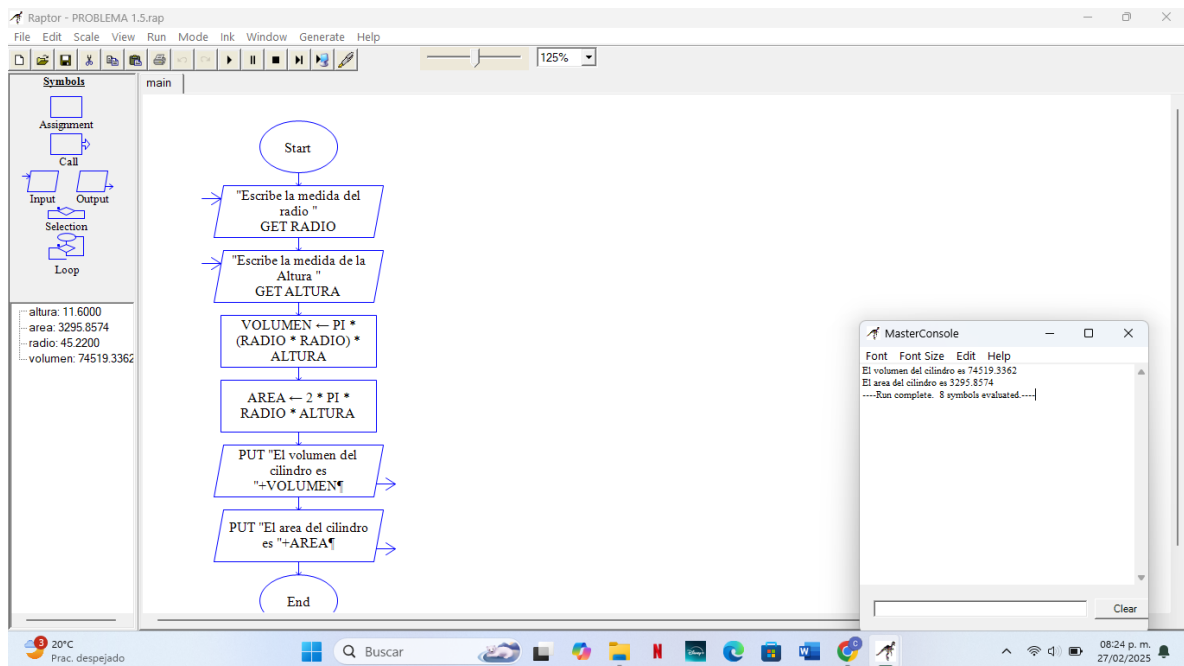 Raptor - PROBLEMA 1.5.rap
File Edit Scale View Run Mode Ink Window Generate Help
125%
Symbols
Assignment
Call
Input Output
Selection
Loop
altura: 11.6000
area: 3295.8574
radio: 45.2200
volumen: 74519.3362
main
Start
"Escribe la medida del
radio "
GET RADIO
"Escribe la medida de la
Altura "
GET ALTURA
VOLUMEN ← PI *
(RADIO * RADIO) *
ALTURA
AREA ← 2 * PI *
RADIO * ALTURA
PUT "El volumen del
cilindro es
"+VOLUMEN¶
PUT "El area del cilindro
es "+AREA¶
End
MasterConsole
Font Font Size Edit Help
El volumen del cilindro es 74519.3362
El area del cilindro es 3295.8574
----Run complete. 8 symbols evaluated.----
Clear
3
20°C
Prac. despejado
Buscar
N
Disney+
W
C
08:24 p. m.
27/02/2025